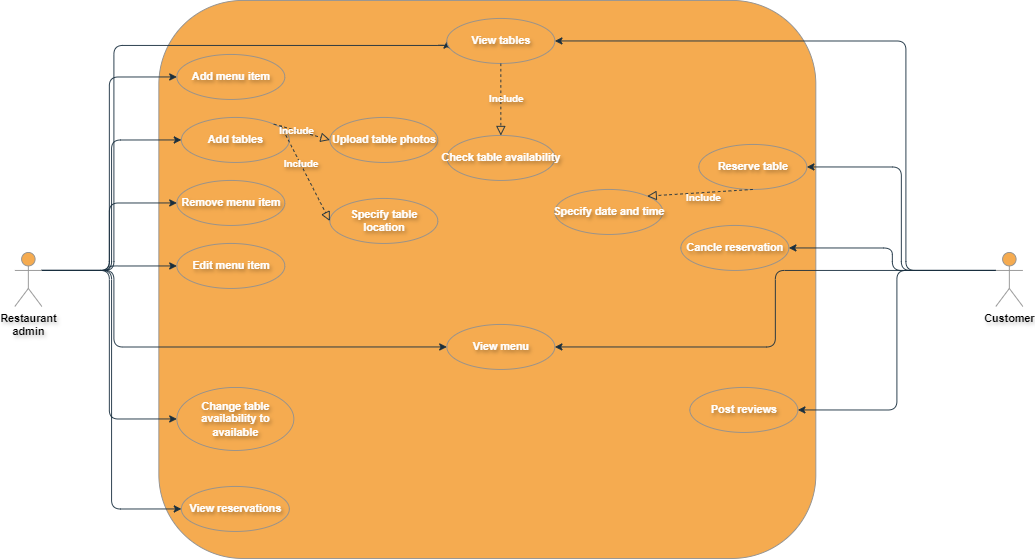 View tables
Add menu item
Include
Add tables
Include
Upload table photos
Include
Check table availability
Reserve table
Remove menu item
Specify table
location
Specify date and time
Include
Cancle reservation
Edit menu item
Restaurant
admin
Customer
View menu
Change table
availability to
available
Post reviews
View reservations